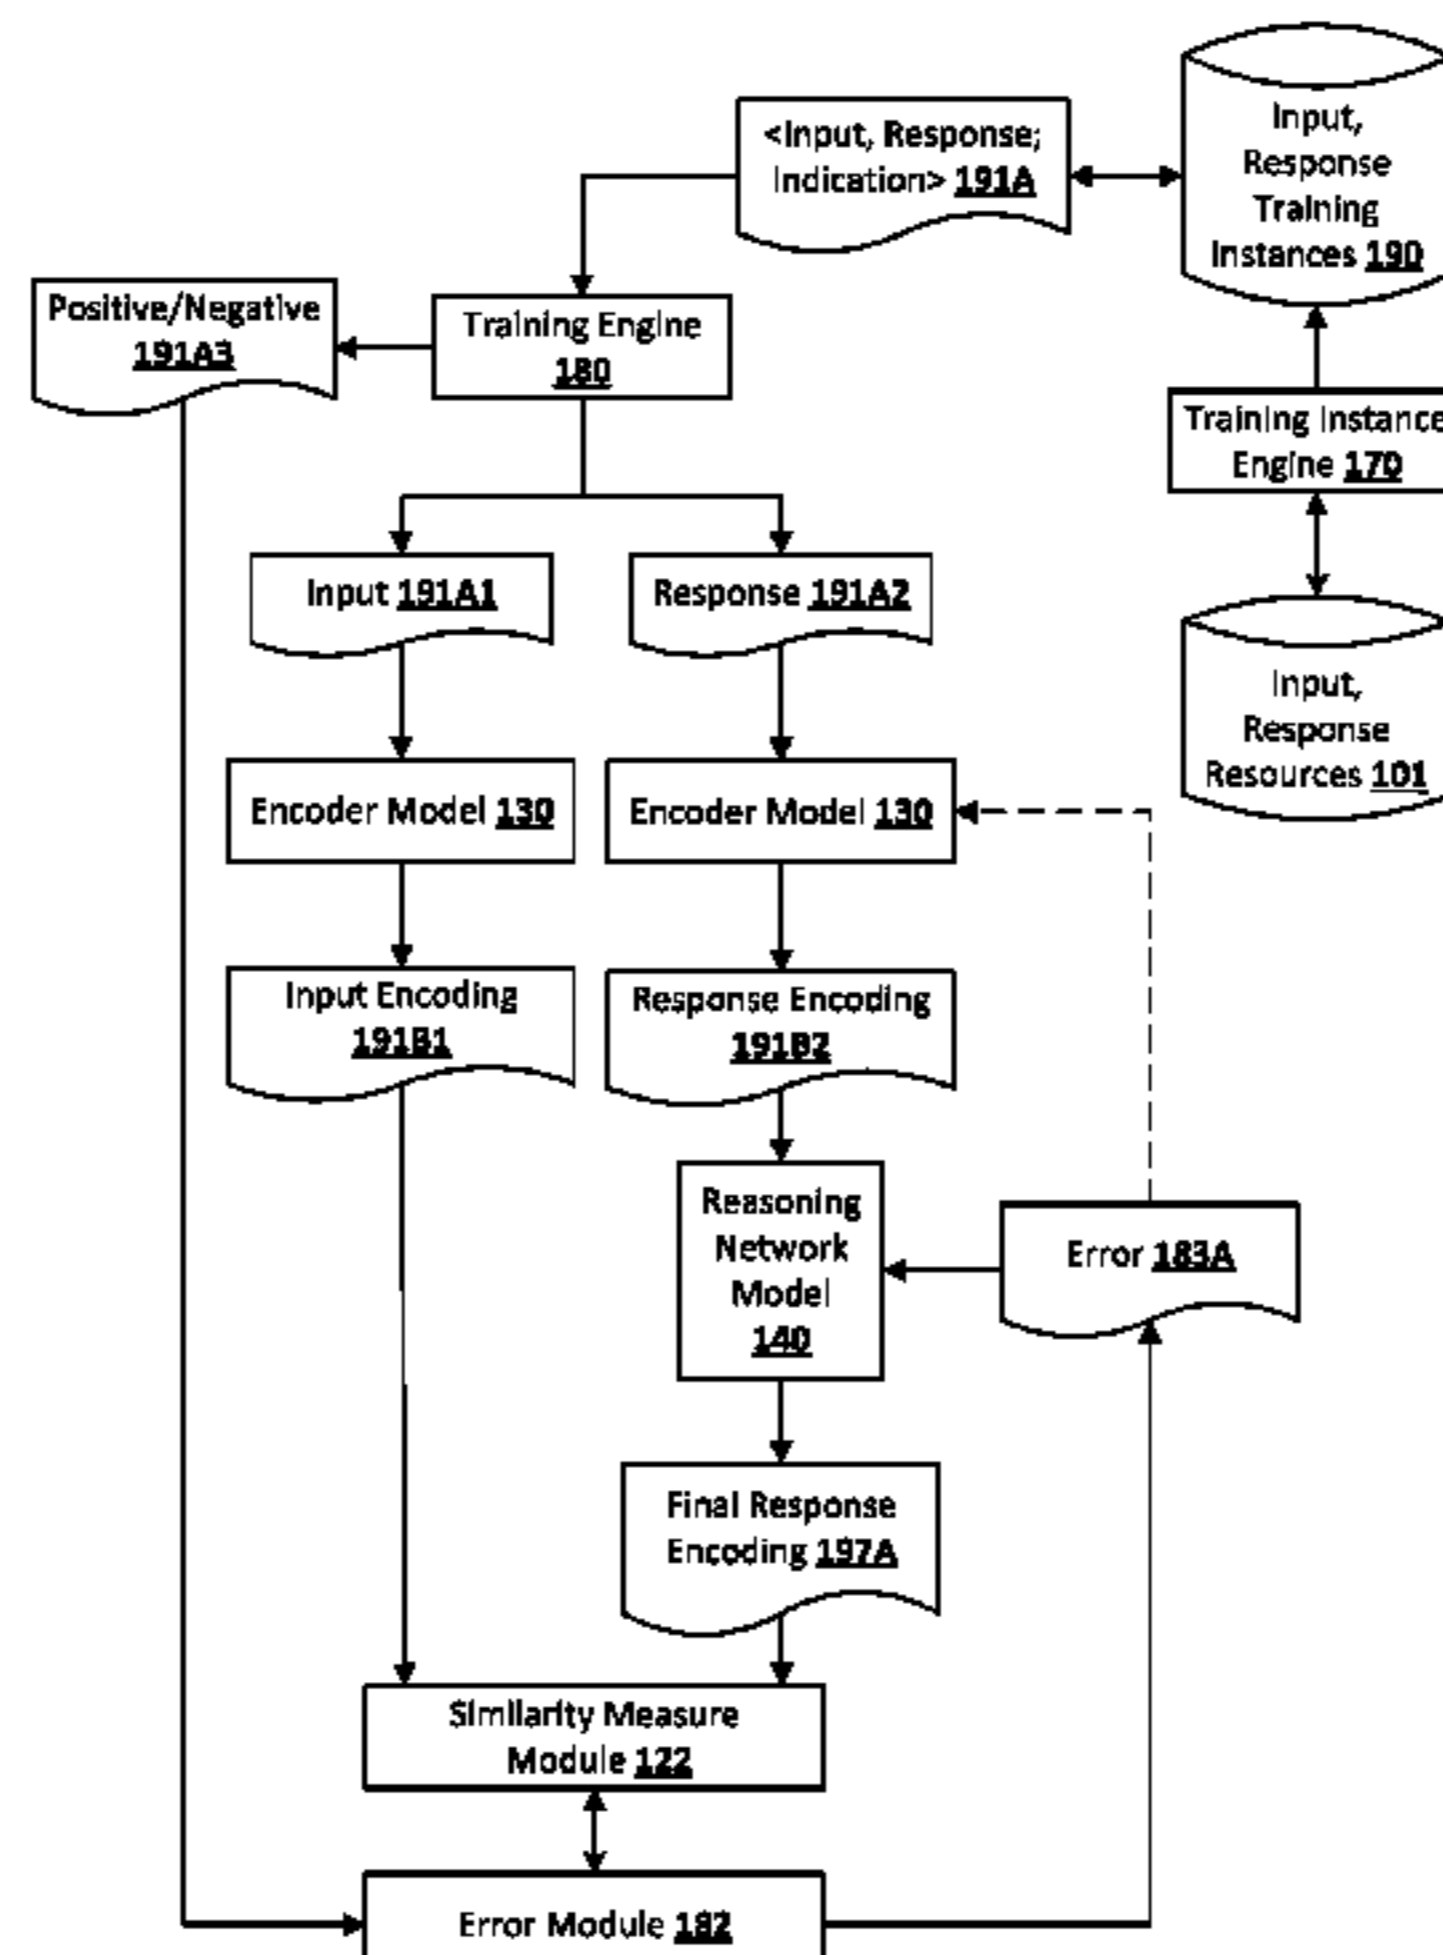 <Input, Response;
Indication> 191A
Input,
Response
Training
Instances 190
Positive/Negative
191A3
Training Engine
180
Training Instance
Engine 170
Input 191A1
Response 191A2
Input,
Response
Resources 101
Encoder Model 130
Encoder Model 130
Input Encoding
191B1
Response Encoding
191B2
Reasoning
Network
Model
140
Error 183A
Final Response
Encoding 197A
Similarity Measure
Module 122
Error Module 182